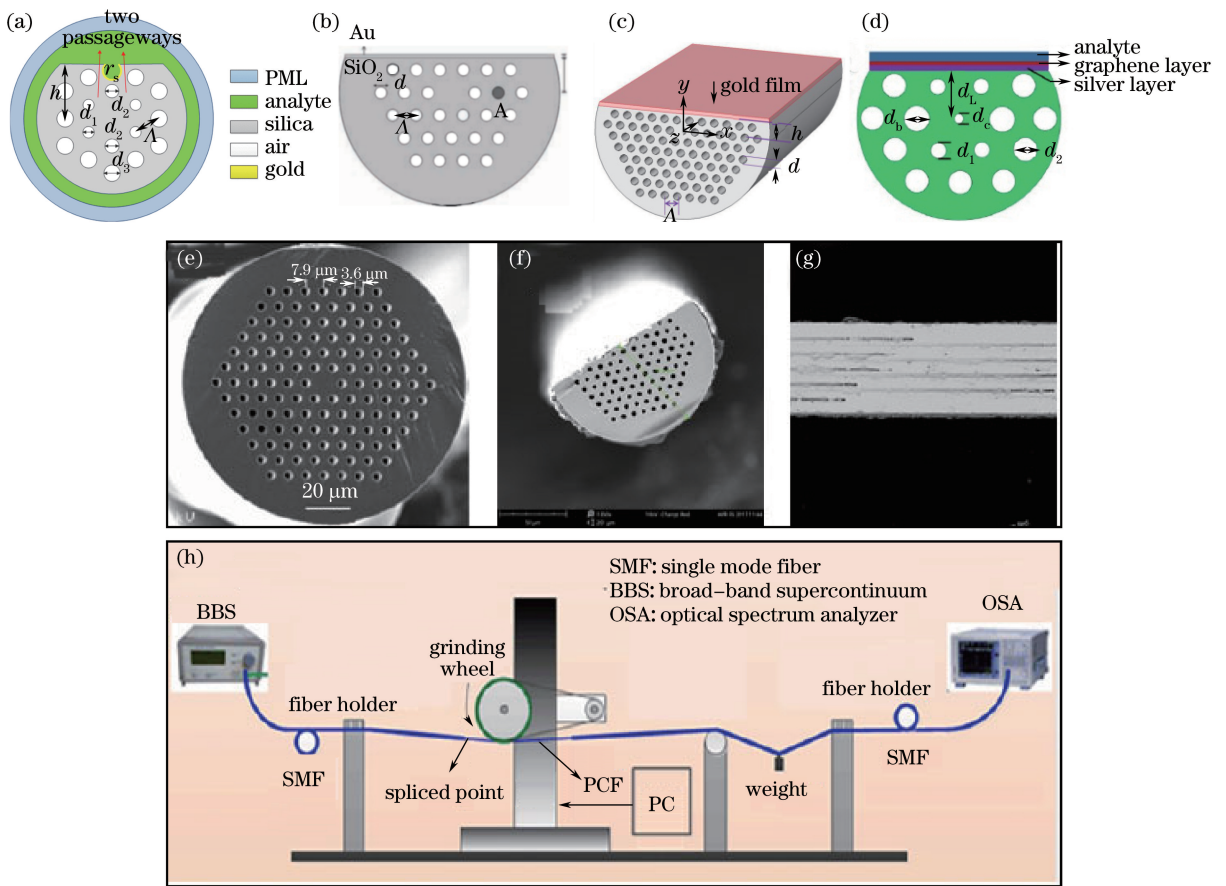 (a)
two
passageways
r_s
h
d_1
d_2
d_2
Λ
d_3
PML
analyte
silica
air
gold
(b)
Au
SiO_2
d
Λ
A
(c)
gold film
y
x
z
h
d
Λ
(d)
analyte
graphene layer
silver layer
d_L
d_b
d_c
d_1
d_2
(e)
7.9 μm
3.6 μm
20 μm
(f)
(g)
(h)
SMF: single mode fiber
BBS: broad-band supercontinuum
OSA: optical spectrum analyzer
BBS
OSA
grinding
wheel
fiber holder
fiber holder
SMF
SMF
spliced point
PCF
PC
weight